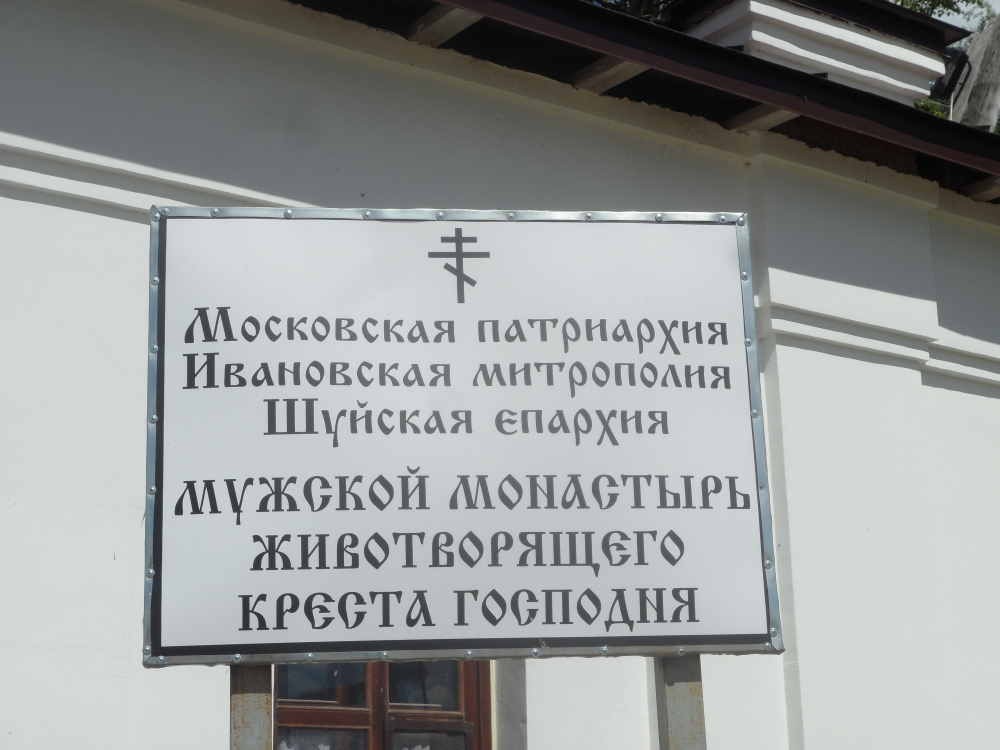 Московская патриархия
Ивановская митрополия
Шуйская епархия
МУЖСКОЙ МОНАСТЫРЬ
ЖИВОТВОРЯЩЕГО
КРЕСТА ГОСПОДНЯ